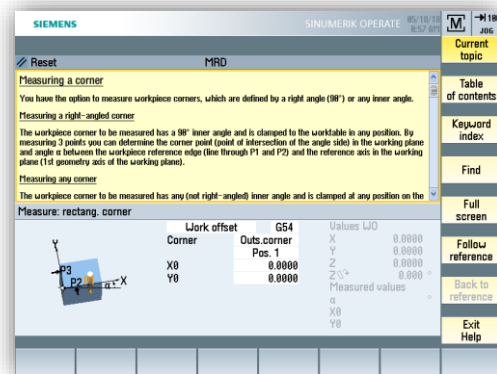 SIEMENS
SINUMERIK OPERATE
05/18/18
8:57 AM
M
JOG
// Reset
MRD
Current
topic
Measuring a corner
You have the option to measure workpiece corners, which are defined by a right angle (90°) or any inner angle.
Measuring a right-angled corner
The workpiece corner to be measured has a 90° inner angle and is clamped to the worktable in any position. By
measuring 3 points you can determine the corner point (point of intersection of the angle side) in the working plane
and angle α between the workpiece reference edge (line through P1 and P2) and the reference axis in the working
plane (1st geometry axis of the working plane).
Measuring any corner
The workpiece corner to be measured has any (not right-angled) inner angle and is clamped at any position on the
Table
of contents
Keyword
index
Find
Full
screen
Follow
reference
Back to
reference
Exit
Help
Measure: rectang. corner
Work offset G54
Corner Outs.corner
Pos. 1
X0 0.0000
Y0 0.0000
Values WO
X 0.0000
Y 0.0000
Z 0.0000
Z 0.000 °
Measured values
α °
X0
Y0
Y
P3
P2
α
X